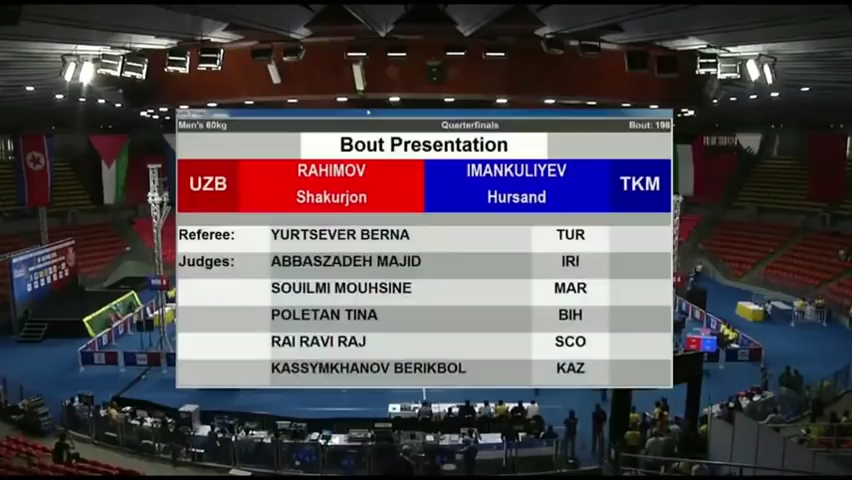 Men's 60kg Quarterfinals Bout: 198
Bout Presentation
UZB RAHIMOV Shakurjon
IMANKULIYEV Hursand TKM
Referee: YURTSEVER BERNA TUR
Judges: ABBASZADEH MAJID IRI
SOUILMI MOUHSINE MAR
POLETAN TINA BIH
RAI RAVI RAJ SCO
KASSYMKHANOV BERIKBOL KAZ